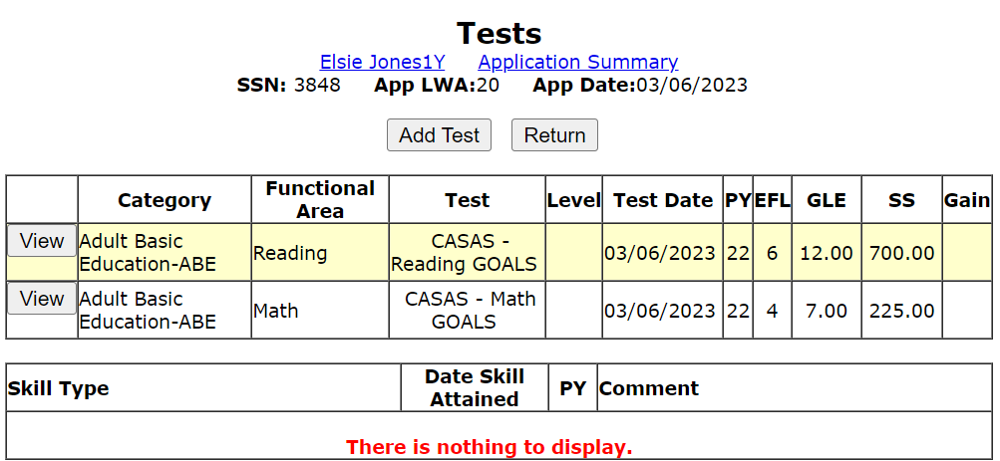 Tests
Elsie Jones1Y Application Summary
SSN: 3848 App LWA:20 App Date:03/06/2023
Add Test Return
Category Functional Area Test Level Test Date PY EFL GLE SS Gain
View Adult Basic Education-ABE Reading CASAS - Reading GOALS 03/06/2023 22 6 12.00 700.00
View Adult Basic Education-ABE Math CASAS - Math GOALS 03/06/2023 22 4 7.00 225.00
Skill Type Date Skill Attained PY Comment
There is nothing to display.